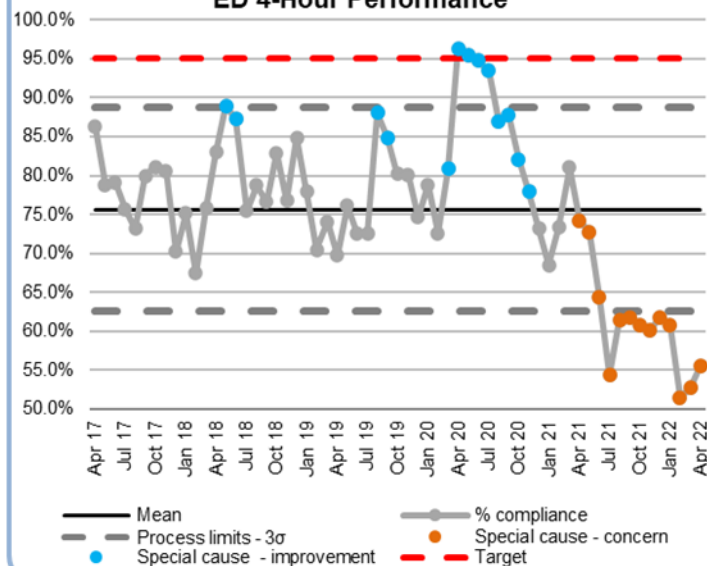 ED 4-Hour Performance
100.0%
95.0%
90.0%
85.0%
80.0%
75.0%
70.0%
65.0%
60.0%
55.0%
50.0%
Apr 17
Jul 17
Oct 17
Jan 18
Apr 18
Jul 18
Oct 18
Jan 19
Apr 19
Jul 19
Oct 19
Jan 20
Apr 20
Jul 20
Oct 20
Jan 21
Apr 21
Jul 21
Oct 21
Jan 22
Apr 22
Mean
% compliance
Process limits - 3σ
Special cause - concern
Special cause - improvement
Target